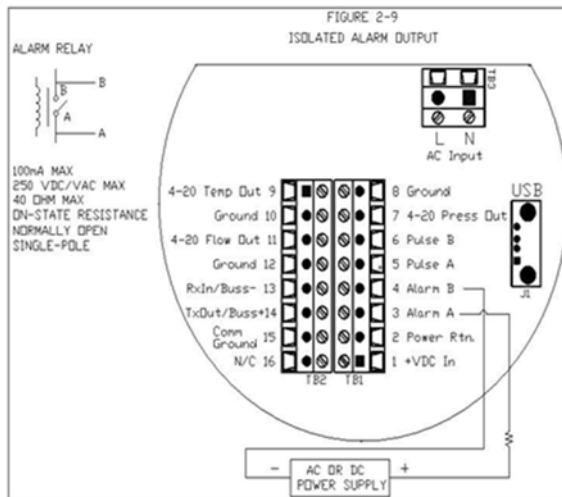 FIGURE 2-9
ISOLATED ALARM OUTPUT
ALARM RELAY
B
B
A
A
100mA MAX
250 VDC/VAC MAX
40 OHM MAX
ON-STATE RESISTANCE
NORMALLY OPEN
SINGLE-POLE
TB3
L N
AC Input
4-20 Temp Out 9
Ground 10
4-20 Flow Out 11
Ground 12
RxIn/Buss- 13
TxOut/Buss+14
Comm Ground 15
N/C 16
TB2 TB1
8 Ground
7 4-20 Press Out
6 Pulse B
5 Pulse A
4 Alarm B
3 Alarm A
2 Power Rtn.
1 +VDC In
USB
J1
- AC OR DC +
POWER SUPPLY